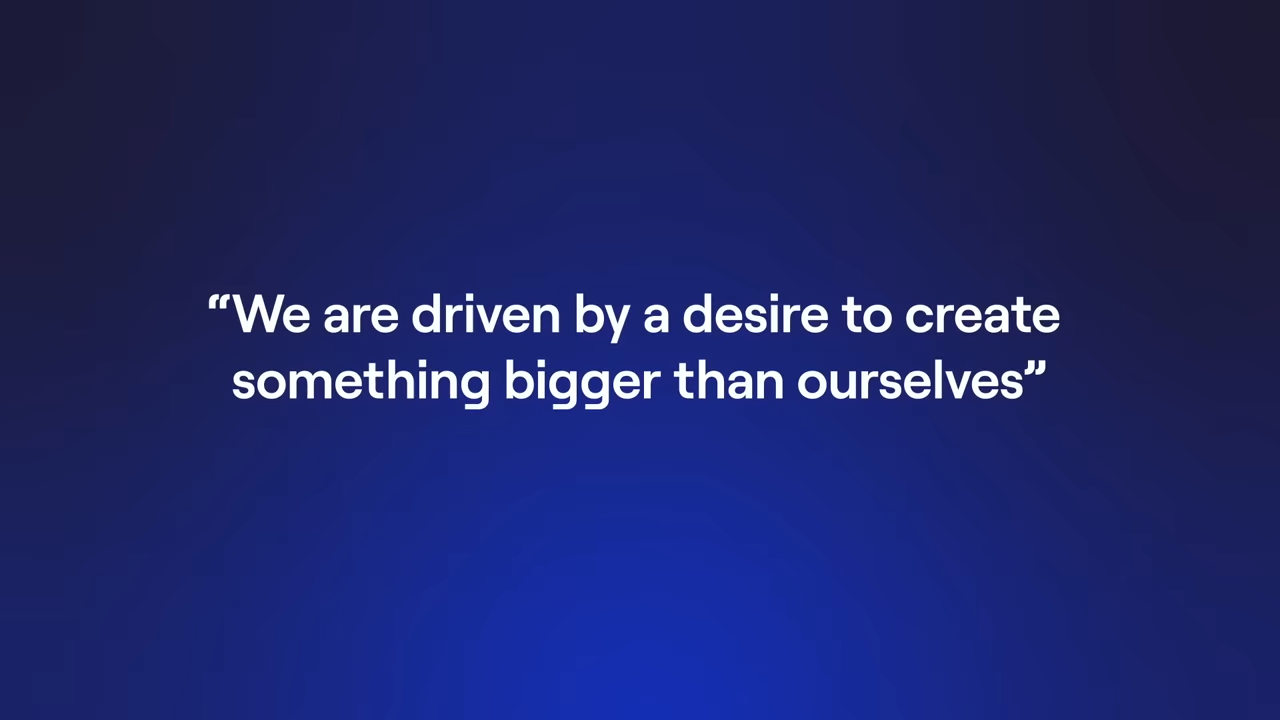 “We are driven by a desire to create
something bigger than ourselves”